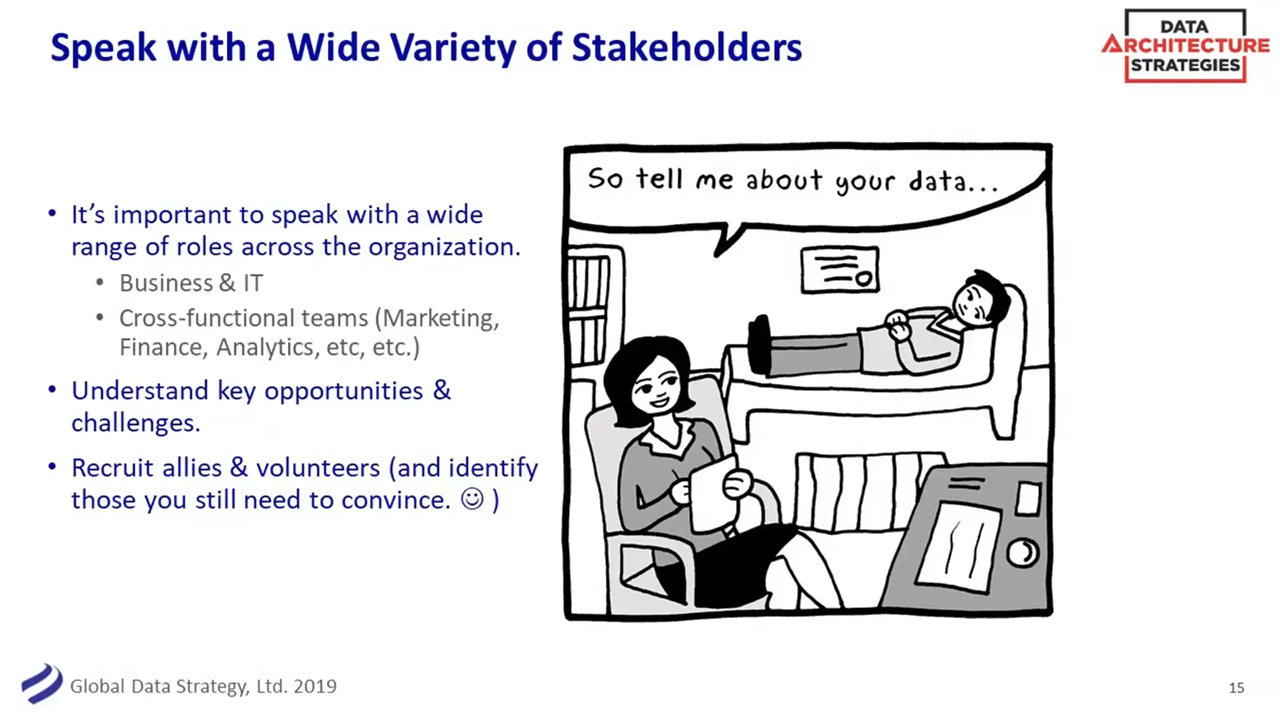 Speak with a Wide Variety of Stakeholders
DATA
ARCHITECTURE
STRATEGIES
• It’s important to speak with a wide
range of roles across the organization.
• Business & IT
• Cross-functional teams (Marketing,
Finance, Analytics, etc, etc.)
• Understand key opportunities &
challenges.
• Recruit allies & volunteers (and identify
those you still need to convince. ☺ )
So tell me about your data...
Global Data Strategy, Ltd. 2019
15